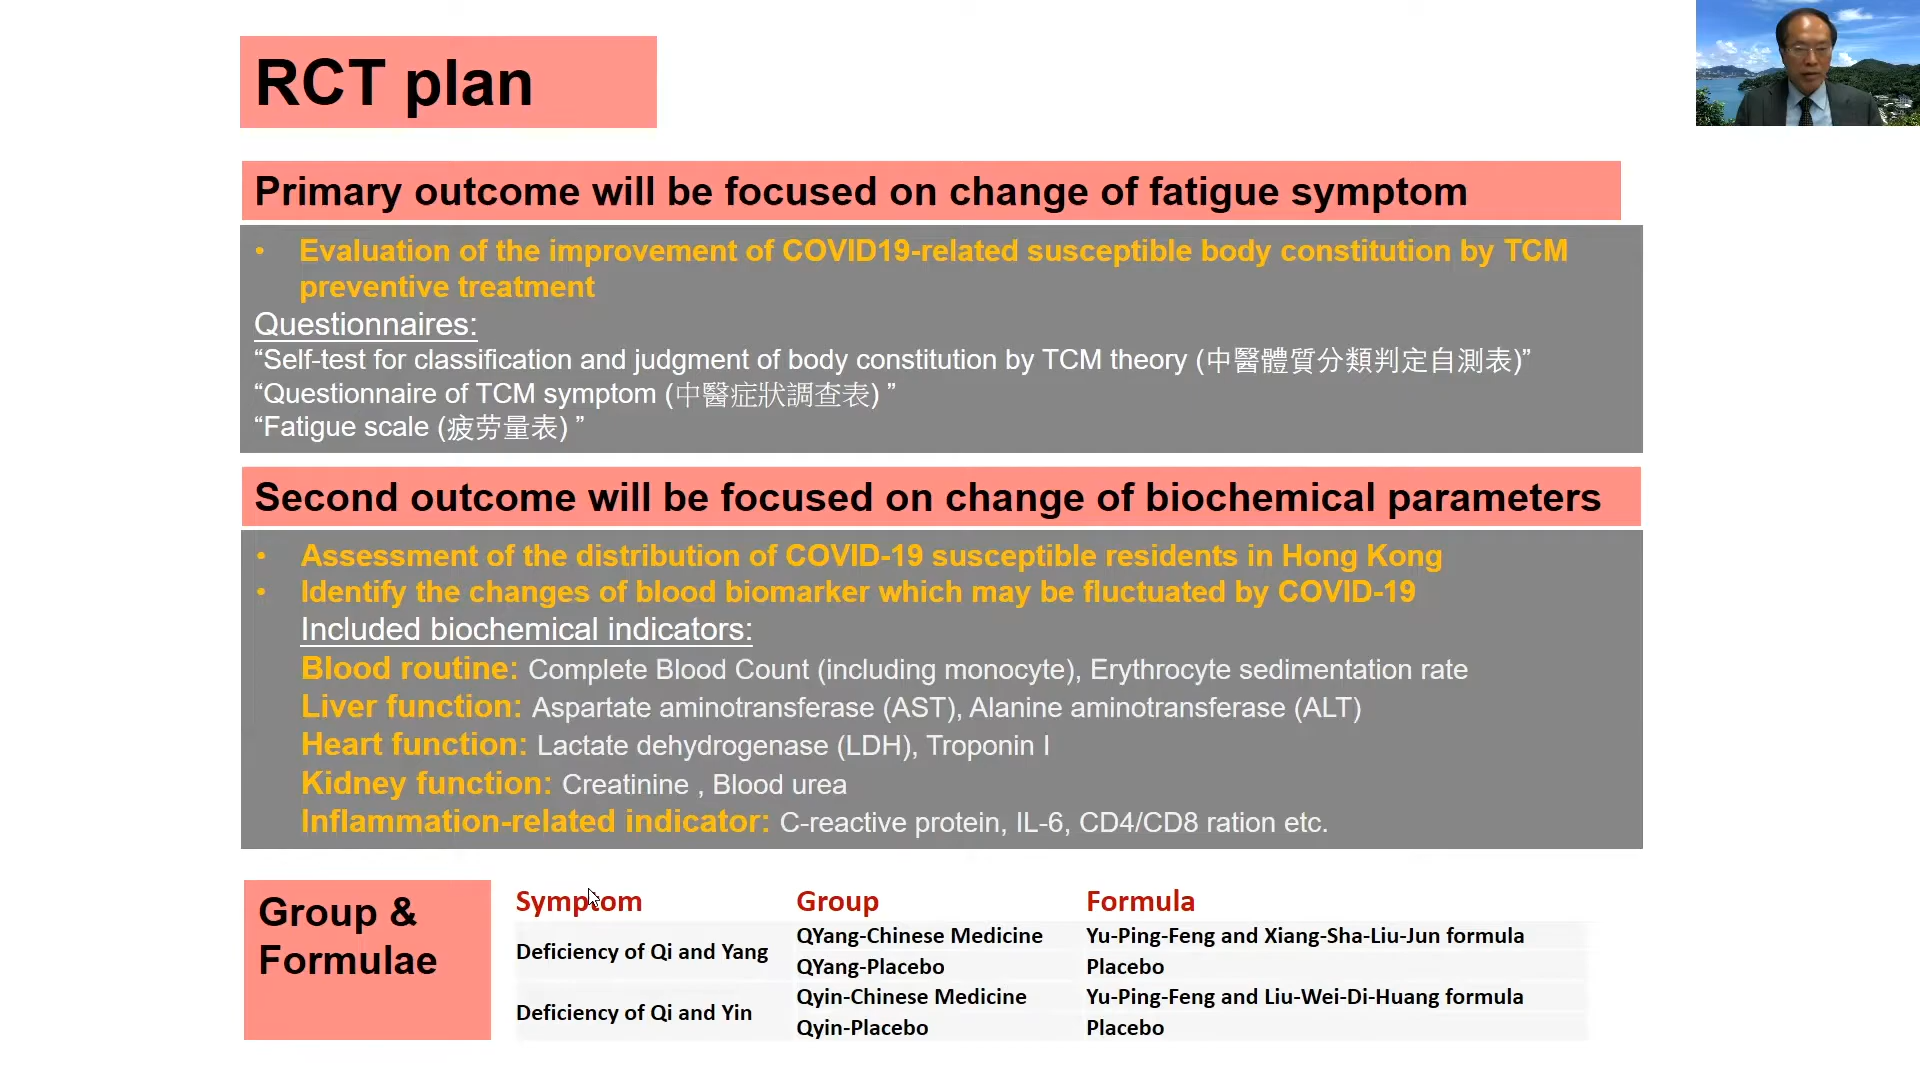 RCT plan
Primary outcome will be focused on change of fatigue symptom
• Evaluation of the improvement of COVID19-related susceptible body constitution by TCM
preventive treatment
Questionnaires:
“Self-test for classification and judgment of body constitution by TCM theory (中醫體質分類判定自測表)”
“Questionnaire of TCM symptom (中醫症狀調查表) ”
“Fatigue scale (疲劳量表) ”
Second outcome will be focused on change of biochemical parameters
• Assessment of the distribution of COVID-19 susceptible residents in Hong Kong
• Identify the changes of blood biomarker which may be fluctuated by COVID-19
Included biochemical indicators:
Blood routine: Complete Blood Count (including monocyte), Erythrocyte sedimentation rate
Liver function: Aspartate aminotransferase (AST), Alanine aminotransferase (ALT)
Heart function: Lactate dehydrogenase (LDH), Troponin I
Kidney function: Creatinine , Blood urea
Inflammation-related indicator: C-reactive protein, IL-6, CD4/CD8 ration etc.
Group &
Formulae
Symptom Group Formula
Deficiency of Qi and Yang
QYang-Chinese Medicine Yu-Ping-Feng and Xiang-Sha-Liu-Jun formula
QYang-Placebo Placebo
Deficiency of Qi and Yin
Qyin-Chinese Medicine Yu-Ping-Feng and Liu-Wei-Di-Huang formula
Qyin-Placebo Placebo